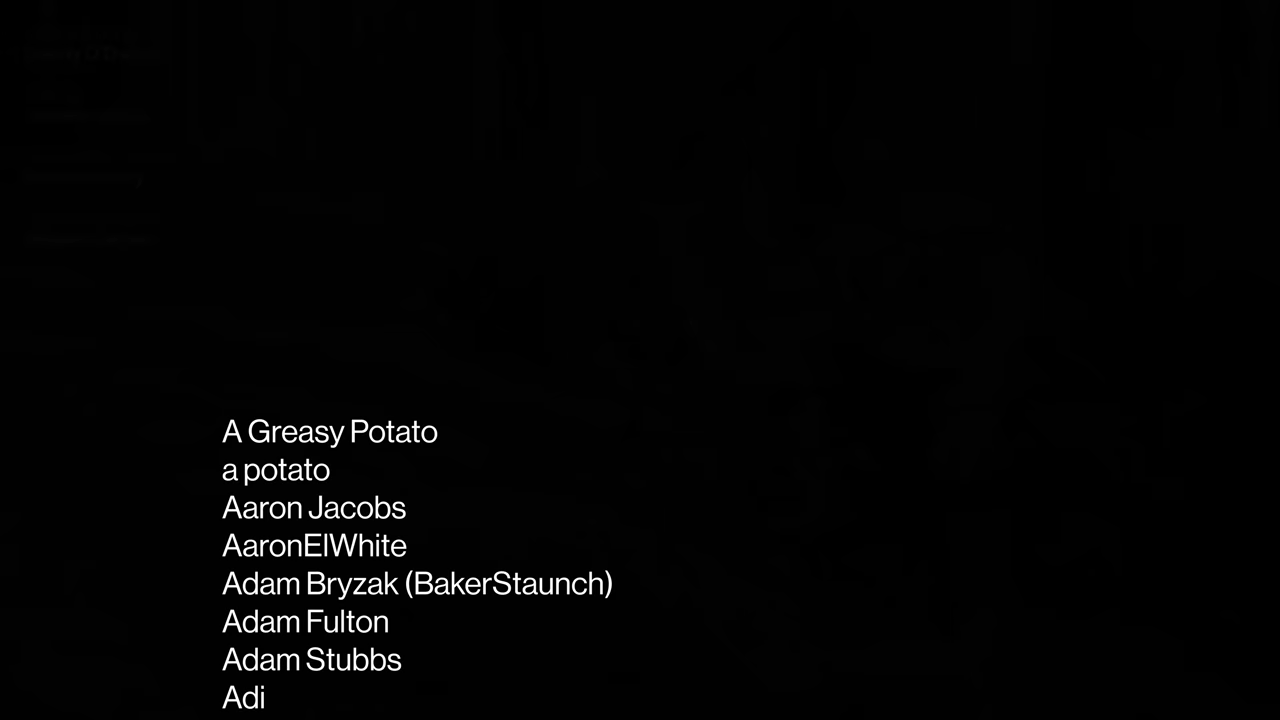 A Greasy Potato
a potato
Aaron Jacobs
AaronElWhite
Adam Bryzak (BakerStaunch)
Adam Fulton
Adam Stubbs
Adi